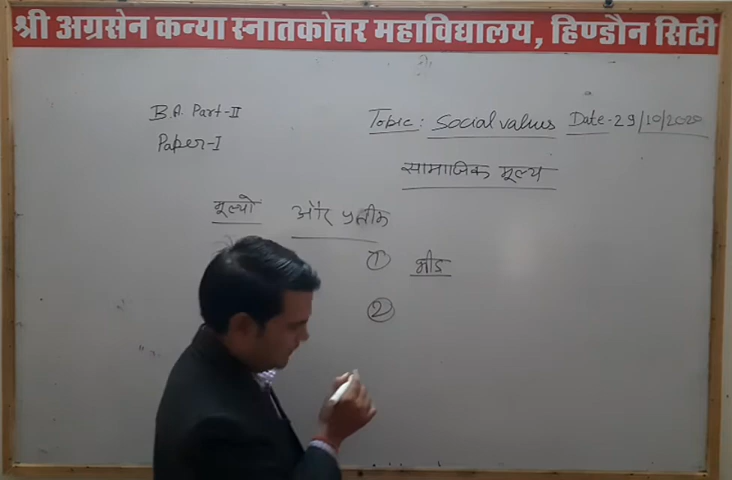 श्री अग्रसेन कन्या स्नातकोत्तर महाविद्यालय, हिण्डौन सिटी
B.A. Part-II
Topic: Social values Date-29/10/2020
Paper-I
सामाजिक मूल्य
मूल्यो और प्रतीक
① मीड
②